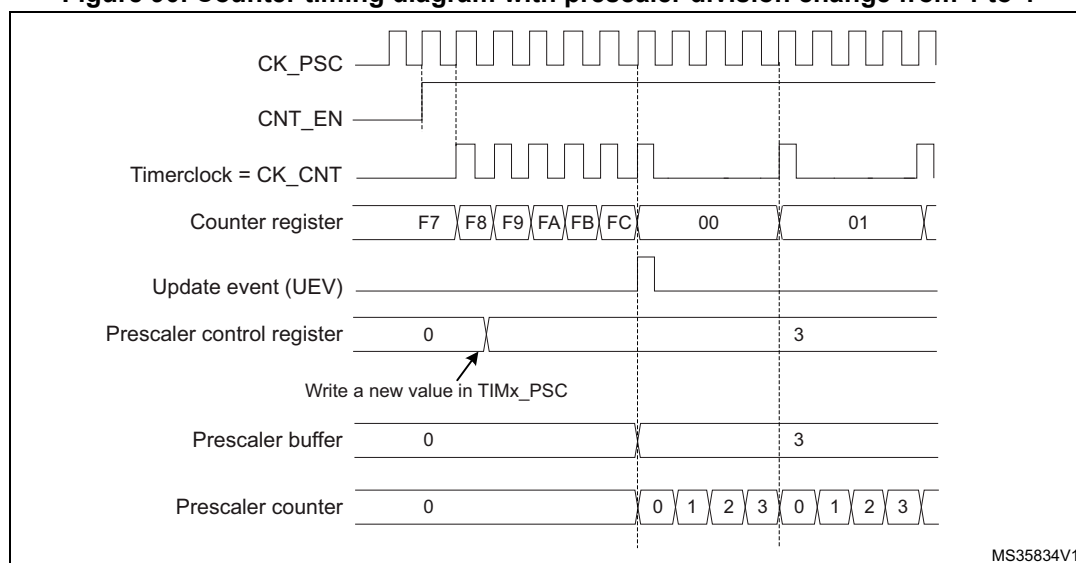 Figure Counter timing diagram with prescaler division change from 1 to 4
CK_PSC
CNT_EN
Timerclock = CK_CNT
Counter register F7 F8 F9 FA FB FC 00 01
Update event (UEV)
Prescaler control register 0 3
Write a new value in TIMx_PSC
Prescaler buffer 0 3
Prescaler counter 0 0 1 2 3 0 1 2 3
MS35834V1